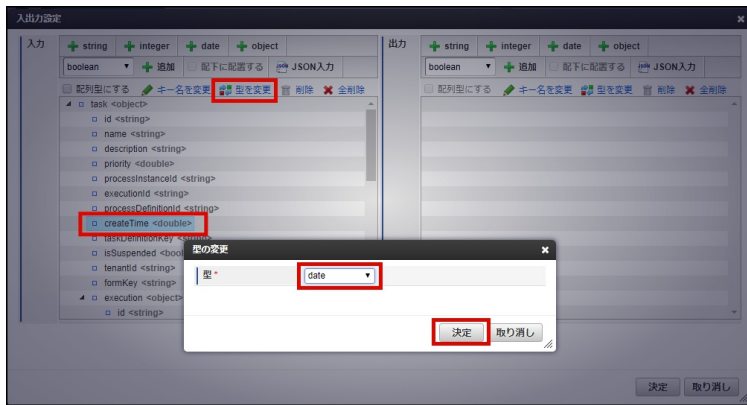 入出力設定
入力
string integer date object
boolean 追加 配下に配置する JSON入力
配列型にする キー名を変更 型を変更 削除 全削除
task <object>
id <string>
name <string>
description <string>
priority <double>
processInstanceId <string>
executionId <string>
processDefinitionId <string>
createTime <double>
taskDefinitionKey <string>
isSuspended <bool
tenantId <string>
formKey <string>
execution <object>
id <string>
出力
string integer date object
boolean 追加 配下に配置する JSON入力
配列型にする キー名を変更 型を変更 削除 全削除
型の変更
型* date
決定 取り消し
決定 取り消し